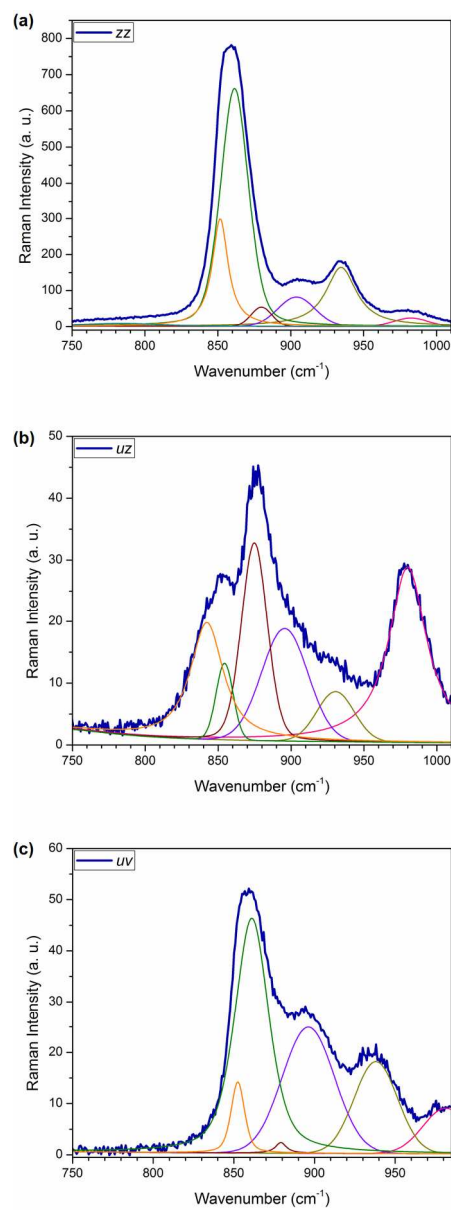 (a)
zz
800
700
600
500
400
300
200
100
0
Raman Intensity (a. u.)
750 800 850 900 950 1000
Wavenumber (cm⁻¹)
(b)
uz
50
40
30
20
10
0
Raman Intensity (a. u.)
750 800 850 900 950 1000
Wavenumber (cm⁻¹)
(c)
uv
60
50
40
30
20
10
0
Raman Intensity (a. u.)
750 800 850 900 950
Wavenumber (cm⁻¹)